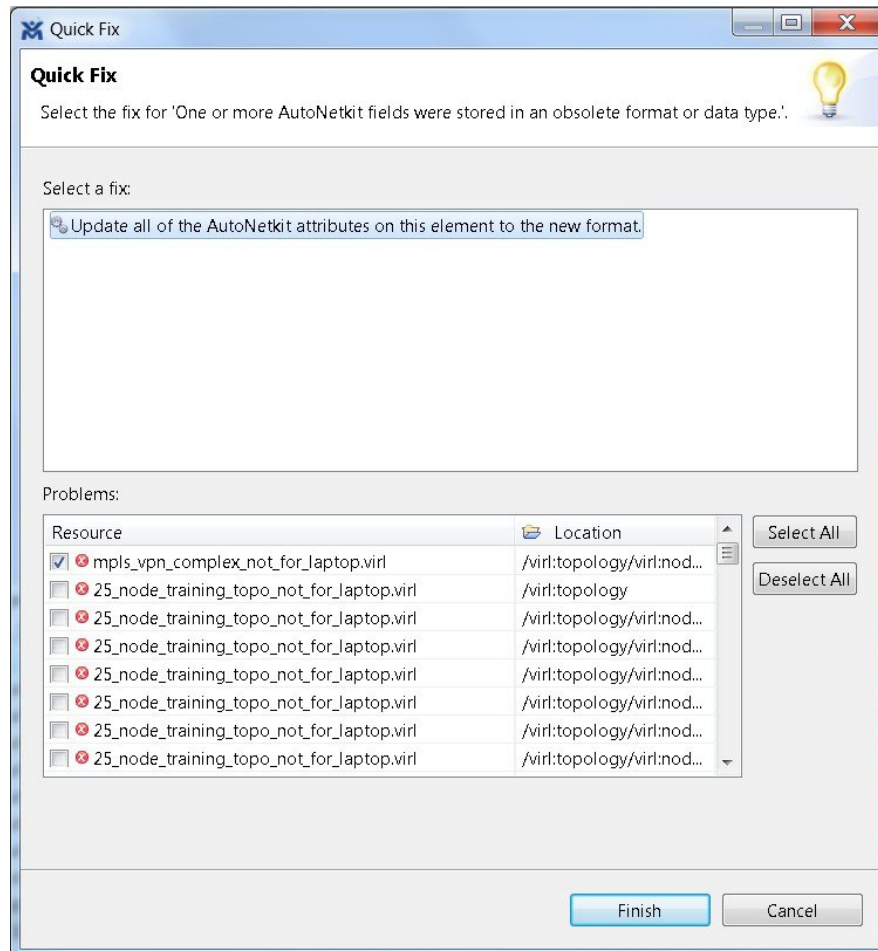 Quick Fix
Quick Fix
Select the fix for 'One or more AutoNetkit fields were stored in an obsolete format or data type.'.
Select a fix:
Update all of the AutoNetkit attributes on this element to the new format.
Problems:
Resource Location
Select All
mpls_vpn_complex_not_for_laptop.virl /virl:topology/virl:nod...
25_node_training_topo_not_for_laptop.virl /virl:topology
Deselect All
25_node_training_topo_not_for_laptop.virl /virl:topology/virl:nod...
25_node_training_topo_not_for_laptop.virl /virl:topology/virl:nod...
25_node_training_topo_not_for_laptop.virl /virl:topology/virl:nod...
25_node_training_topo_not_for_laptop.virl /virl:topology/virl:nod...
25_node_training_topo_not_for_laptop.virl /virl:topology/virl:nod...
25_node_training_topo_not_for_laptop.virl /virl:topology/virl:nod...
Finish Cancel